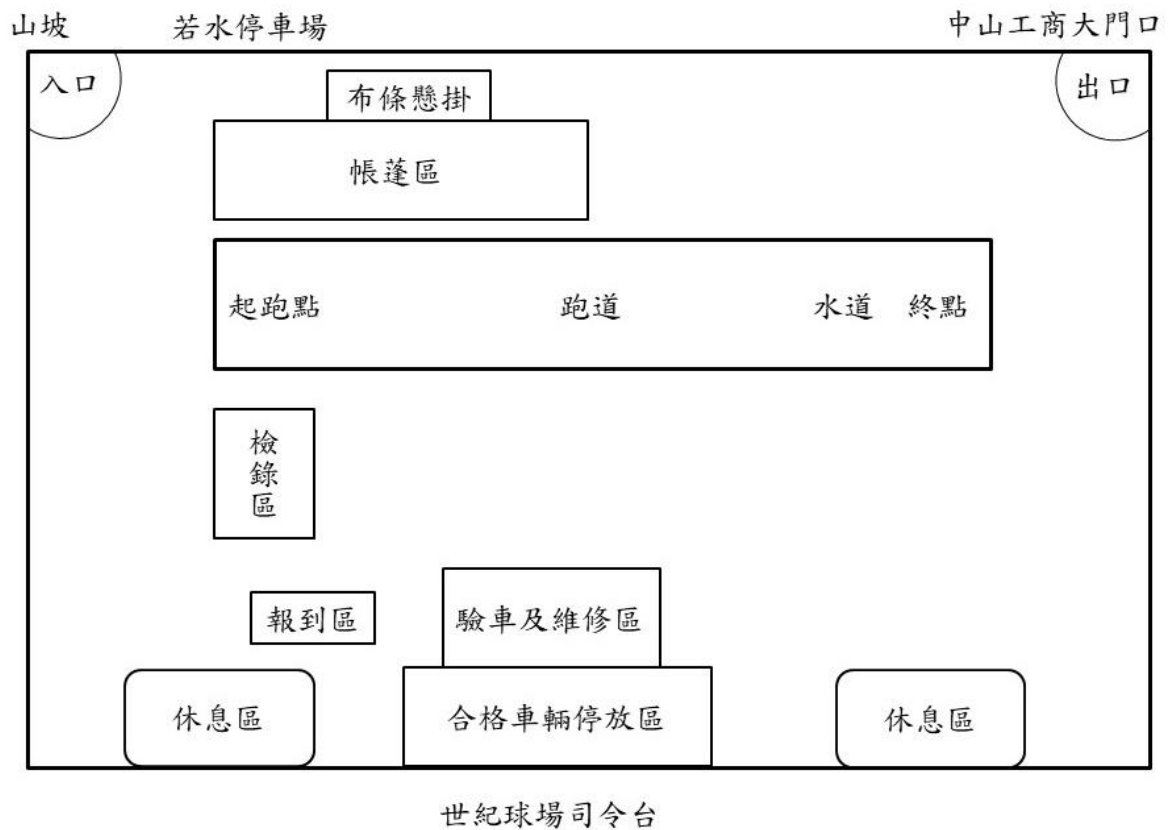 山坡
若水停車場
中山工商大門口
入口
出口
布條懸掛
帳蓬區
起跑點
跑道
水道
終點
檢錄區
報到區
驗車及維修區
休息區
合格車輛停放區
休息區
世紀球場司令台